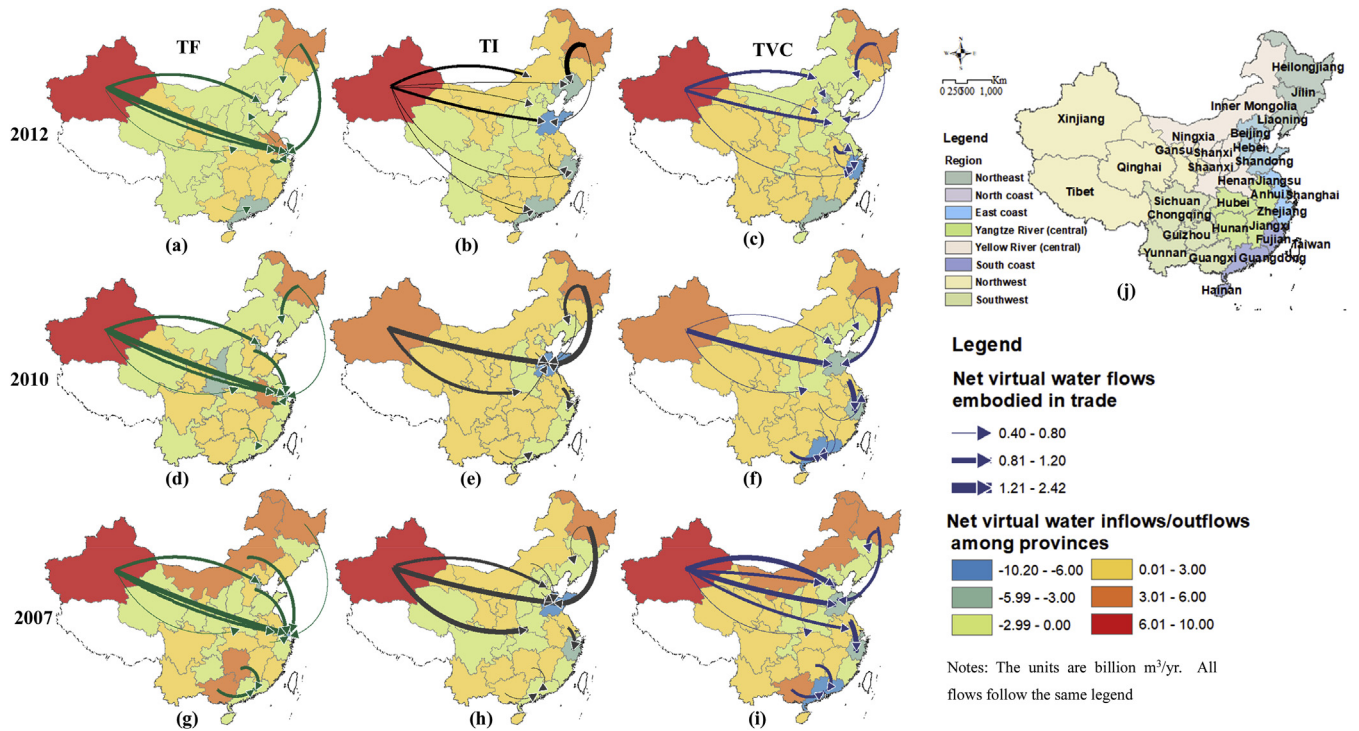 TF
TI
TVC
2012
(a)
(b)
(c)
2010
(d)
(e)
(f)
2007
(g)
(h)
(i)
N
Km
0 250 500 1,000
Legend
Region
Northeast
North coast
East coast
Yangtze River (central)
Yellow River (central)
South coast
Northwest
Southwest
Heilongjiang
Jilin
Inner Mongolia
Liaoning
Xinjiang
Beijing
Ningxia
Hebei
Gansu
Shanxi
Shandong
Qinghai
Shaanxi
Henan
Jiangsu
Tibet
Anhui
Shanghai
Sichuan
Hubei
Chongqing
Zhejiang
Hunan
Jiangxi
Guizhou
Fujian
Taiwan
Yunnan
Guangxi
Guangdong
Hainan
(j)
Legend
Net virtual water flows
embodied in trade
0.40 - 0.80
0.81 - 1.20
1.21 - 2.42
Net virtual water inflows/outflows
among provinces
-10.20 - -6.00
0.01 - 3.00
-5.99 - -3.00
3.01 - 6.00
-2.99 - 0.00
6.01 - 10.00
Notes: The units are billion m³/yr. All
flows follow the same legend